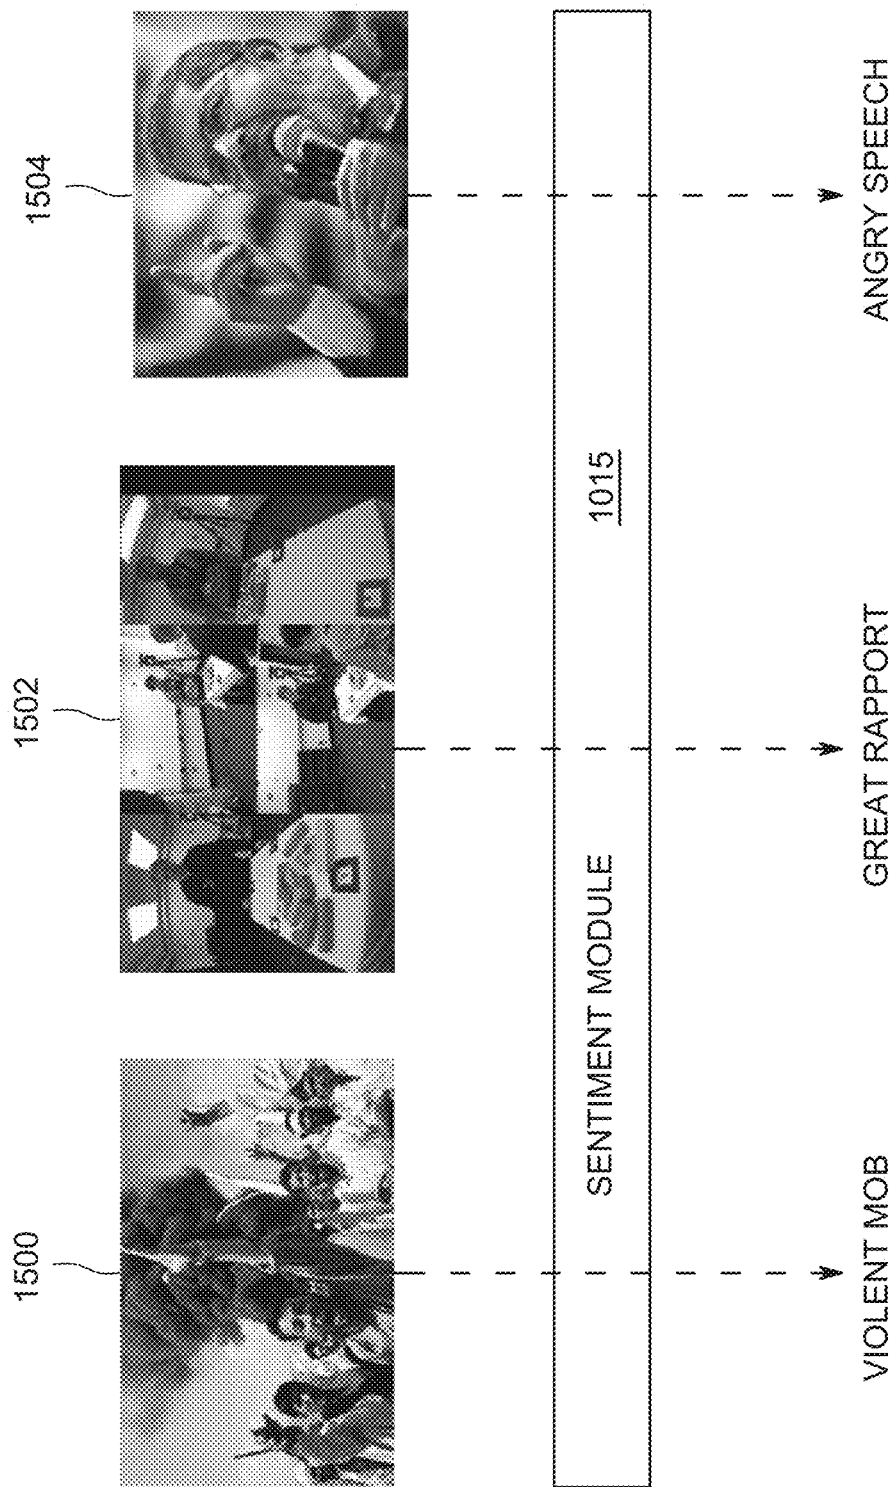 1500
1502
1504
SENTIMENT MODULE
1015
VIOLENT MOB
GREAT RAPPORT
ANGRY SPEECH